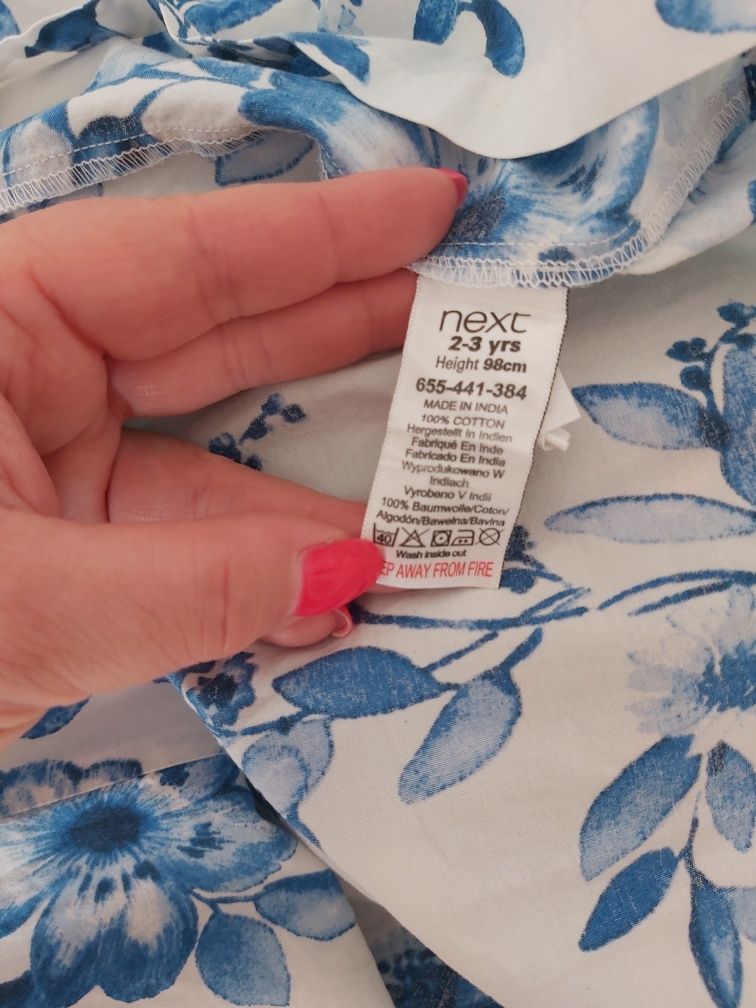 next
2-3 yrs
Height 98cm
655-441-384
MADE IN INDIA
100% COTTON
Hergestellt In Indien
Fabriqué En Inde
Fabricado En India
Wyprodukowano W
Indiach
Vyrobeno V Indii
100% Baumwolle/Coton/
Algodón/Bawełna/Bavlna
40
Wash inside out
EP AWAY FROM FIRE